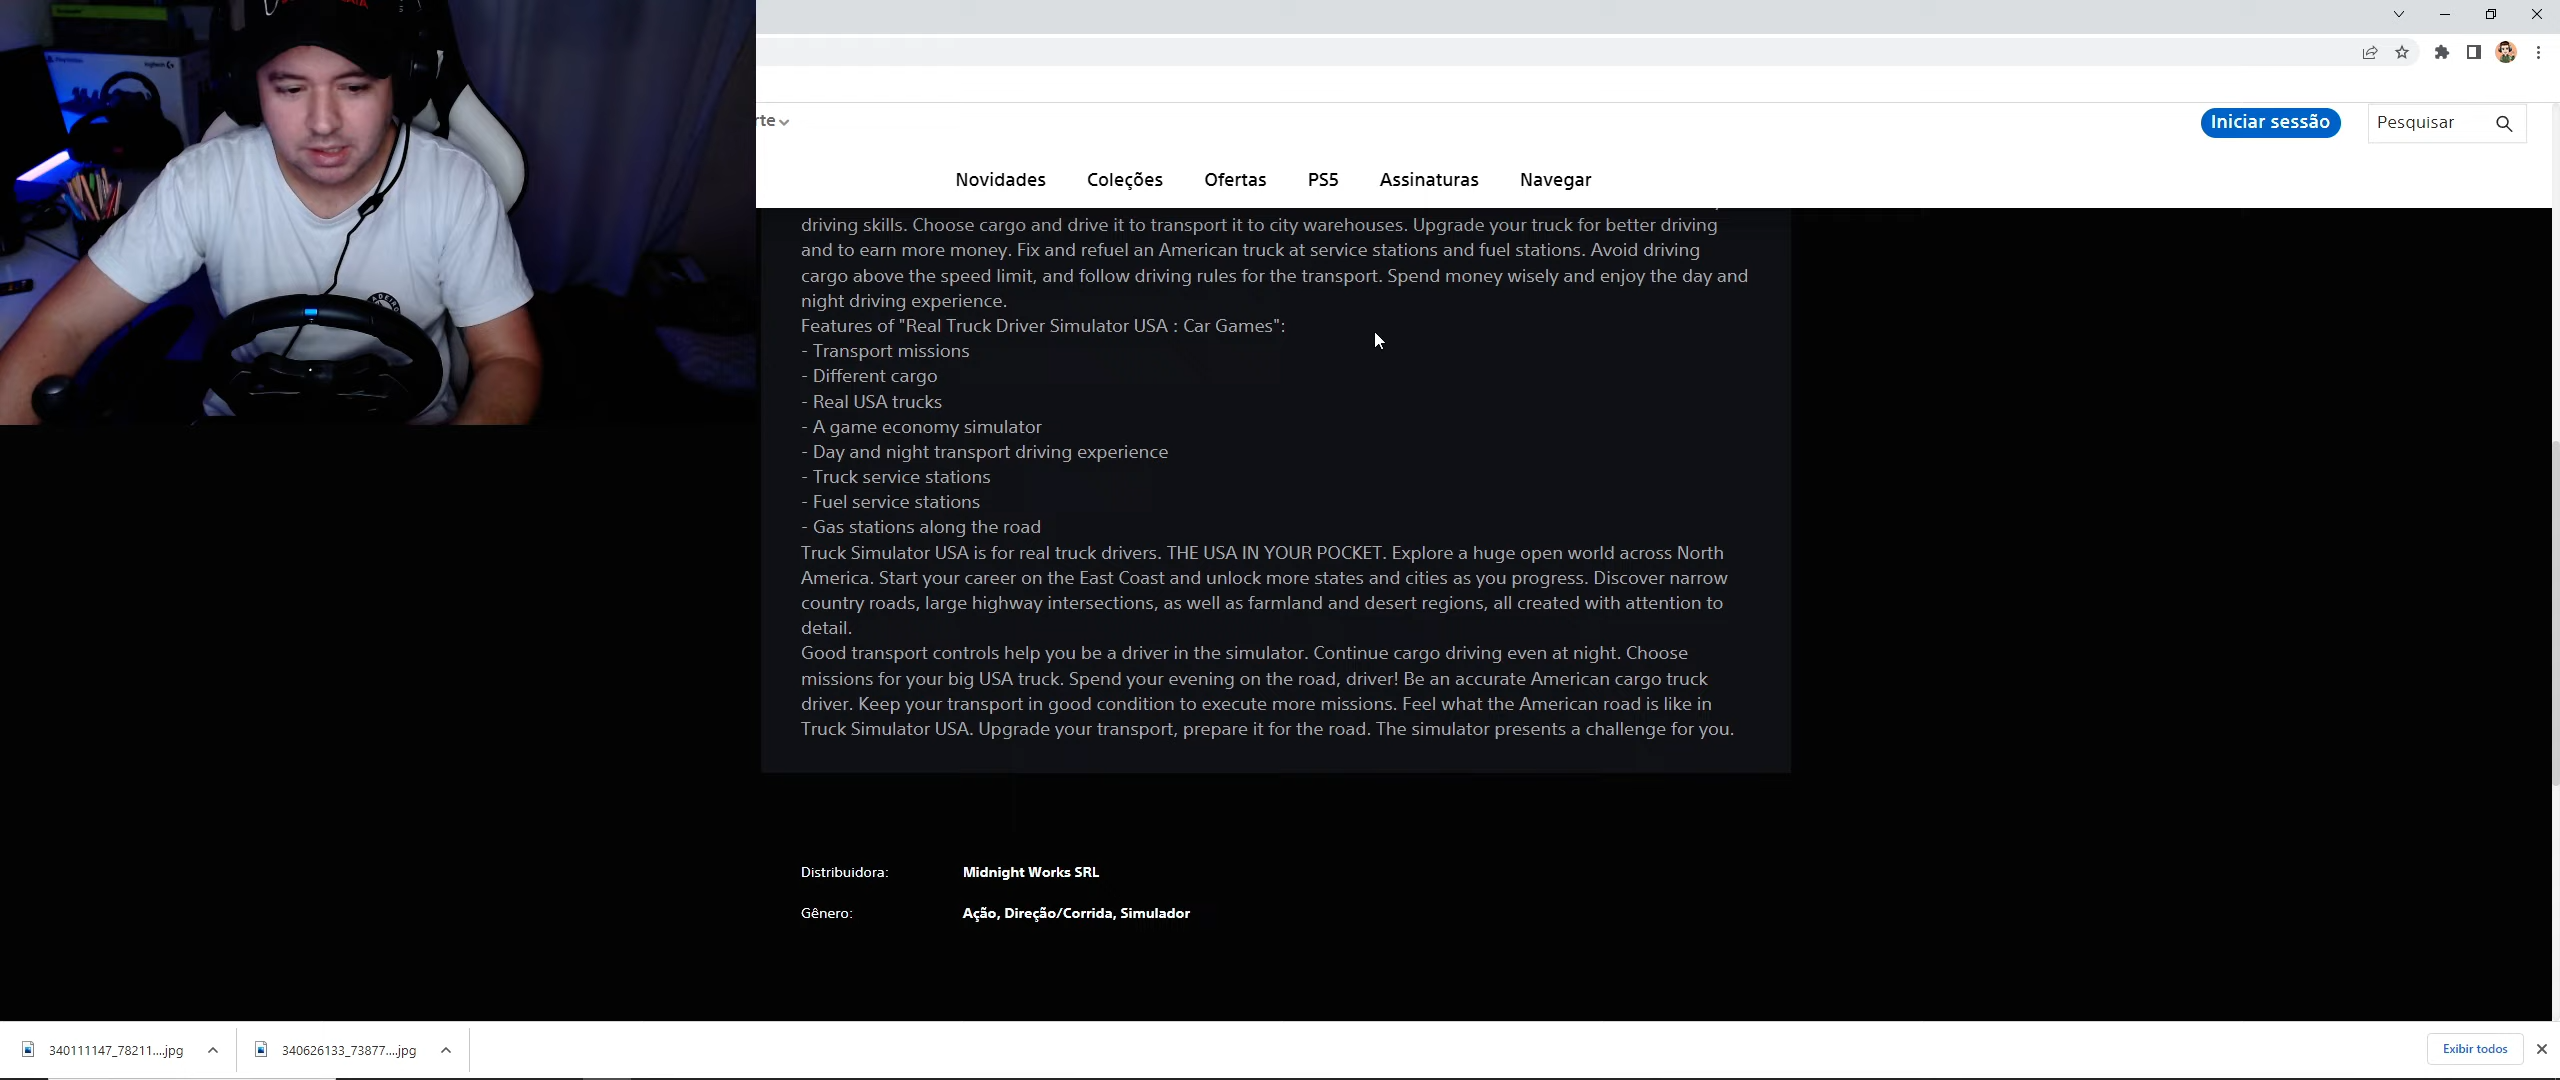 rte
Iniciar sessão
Pesquisar
Novidades
Coleções
Ofertas
PS5
Assinaturas
Navegar
driving skills. Choose cargo and drive it to transport it to city warehouses. Upgrade your truck for better driving
and to earn more money. Fix and refuel an American truck at service stations and fuel stations. Avoid driving
cargo above the speed limit, and follow driving rules for the transport. Spend money wisely and enjoy the day and
night driving experience.
Features of "Real Truck Driver Simulator USA : Car Games":
- Transport missions
- Different cargo
- Real USA trucks
- A game economy simulator
- Day and night transport driving experience
- Truck service stations
- Fuel service stations
- Gas stations along the road
Truck Simulator USA is for real truck drivers. THE USA IN YOUR POCKET. Explore a huge open world across North
America. Start your career on the East Coast and unlock more states and cities as you progress. Discover narrow
country roads, large highway intersections, as well as farmland and desert regions, all created with attention to
detail.
Good transport controls help you be a driver in the simulator. Continue cargo driving even at night. Choose
missions for your big USA truck. Spend your evening on the road, driver! Be an accurate American cargo truck
driver. Keep your transport in good condition to execute more missions. Feel what the American road is like in
Truck Simulator USA. Upgrade your transport, prepare it for the road. The simulator presents a challenge for you.
Distribuidora: Midnight Works SRL
Gênero: Ação, Direção/Corrida, Simulador
340111147_78211....jpg
340626133_73877....jpg
Exibir todos